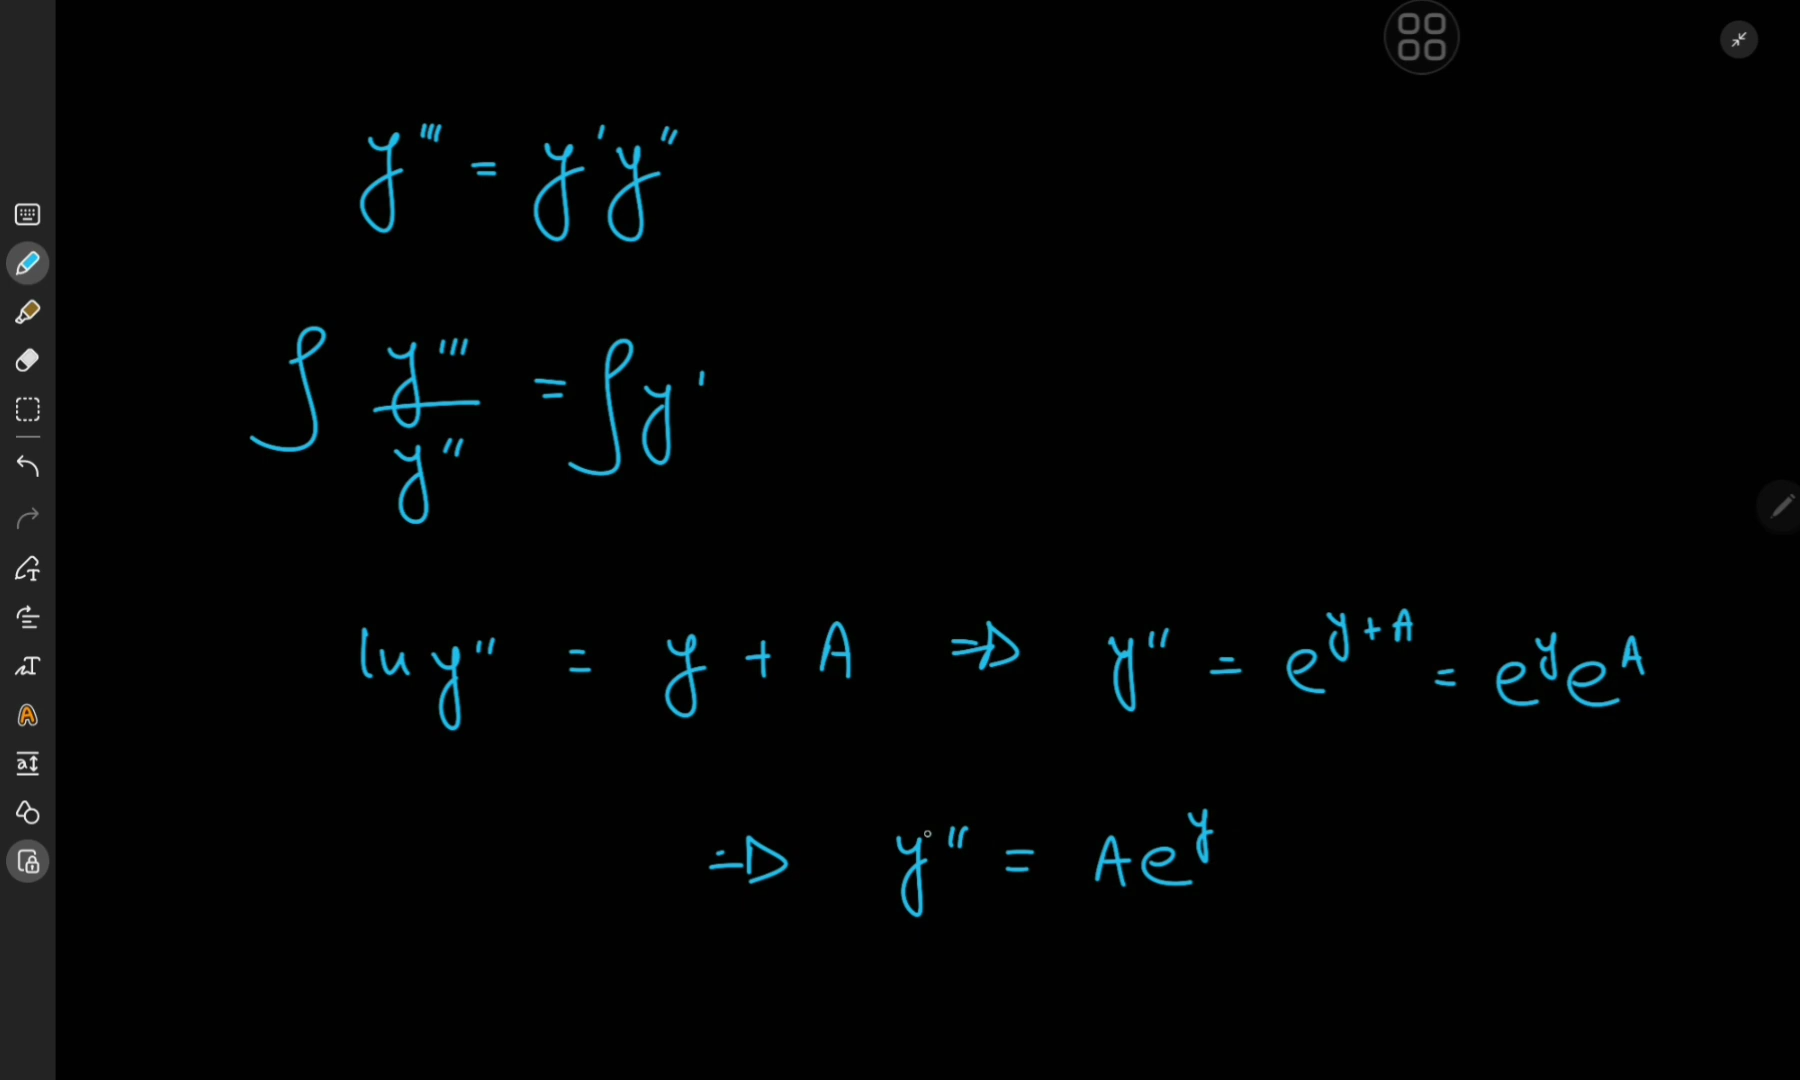 y''' = y'y''
∫ y'''/y'' = ∫ y'
ln y'' = y + A ⇒ y'' = e^{y+A} = e^y e^A
⇒ y'' = Ae^y